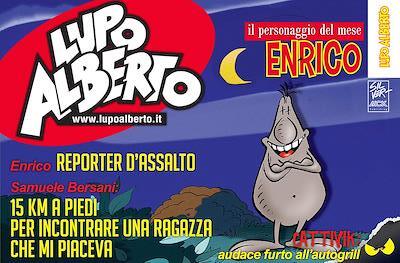 LUPO
ALBERTO
www.lupoalberto.it
il personaggio del mese
ENRICO
LUPO ALBERTO
SILVER
MCK
Enrico REPORTER D'ASSALTO
Samuele Bersani:
15 KM A PIEDI
PER INCONTRARE UNA RAGAZZA
CHE MI PIACEVA
CATTIVIK:
audace furto all'autogrill